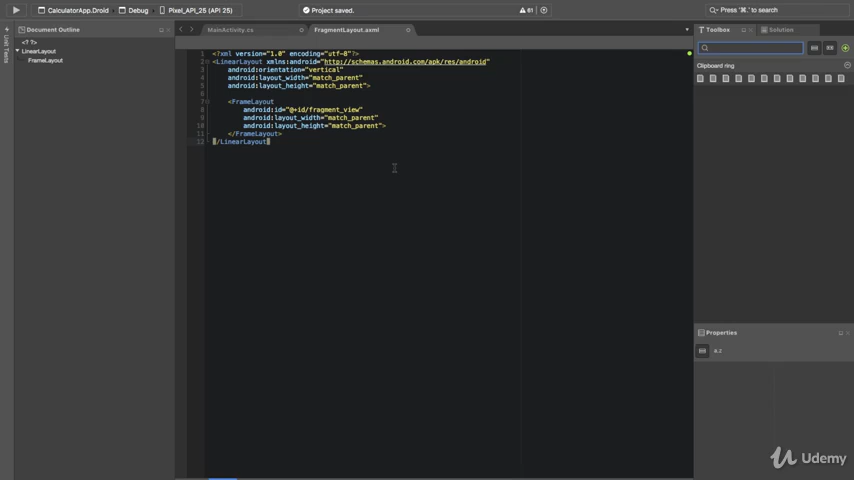 CalculatorApp.Droid
Debug
Pixel_API_25 (API 25)
Project saved.
61
Press '⌘.' to search
Unit Tests
Document Outline
<? ?>
LinearLayout
FrameLayout
MainActivity.cs
FragmentLayout.axml
1 <?xml version="1.0" encoding="utf-8"?>
2 <LinearLayout xmlns:android="http://schemas.android.com/apk/res/android"
3 android:orientation="vertical"
4 android:layout_width="match_parent"
5 android:layout_height="match_parent">
6
7 <FrameLayout
8 android:id="@+id/fragment_view"
9 android:layout_width="match_parent"
10 android:layout_height="match_parent">
11 </FrameLayout>
12 </LinearLayout>
Toolbox
Solution
Clipboard ring
Properties
a.z
Udemy